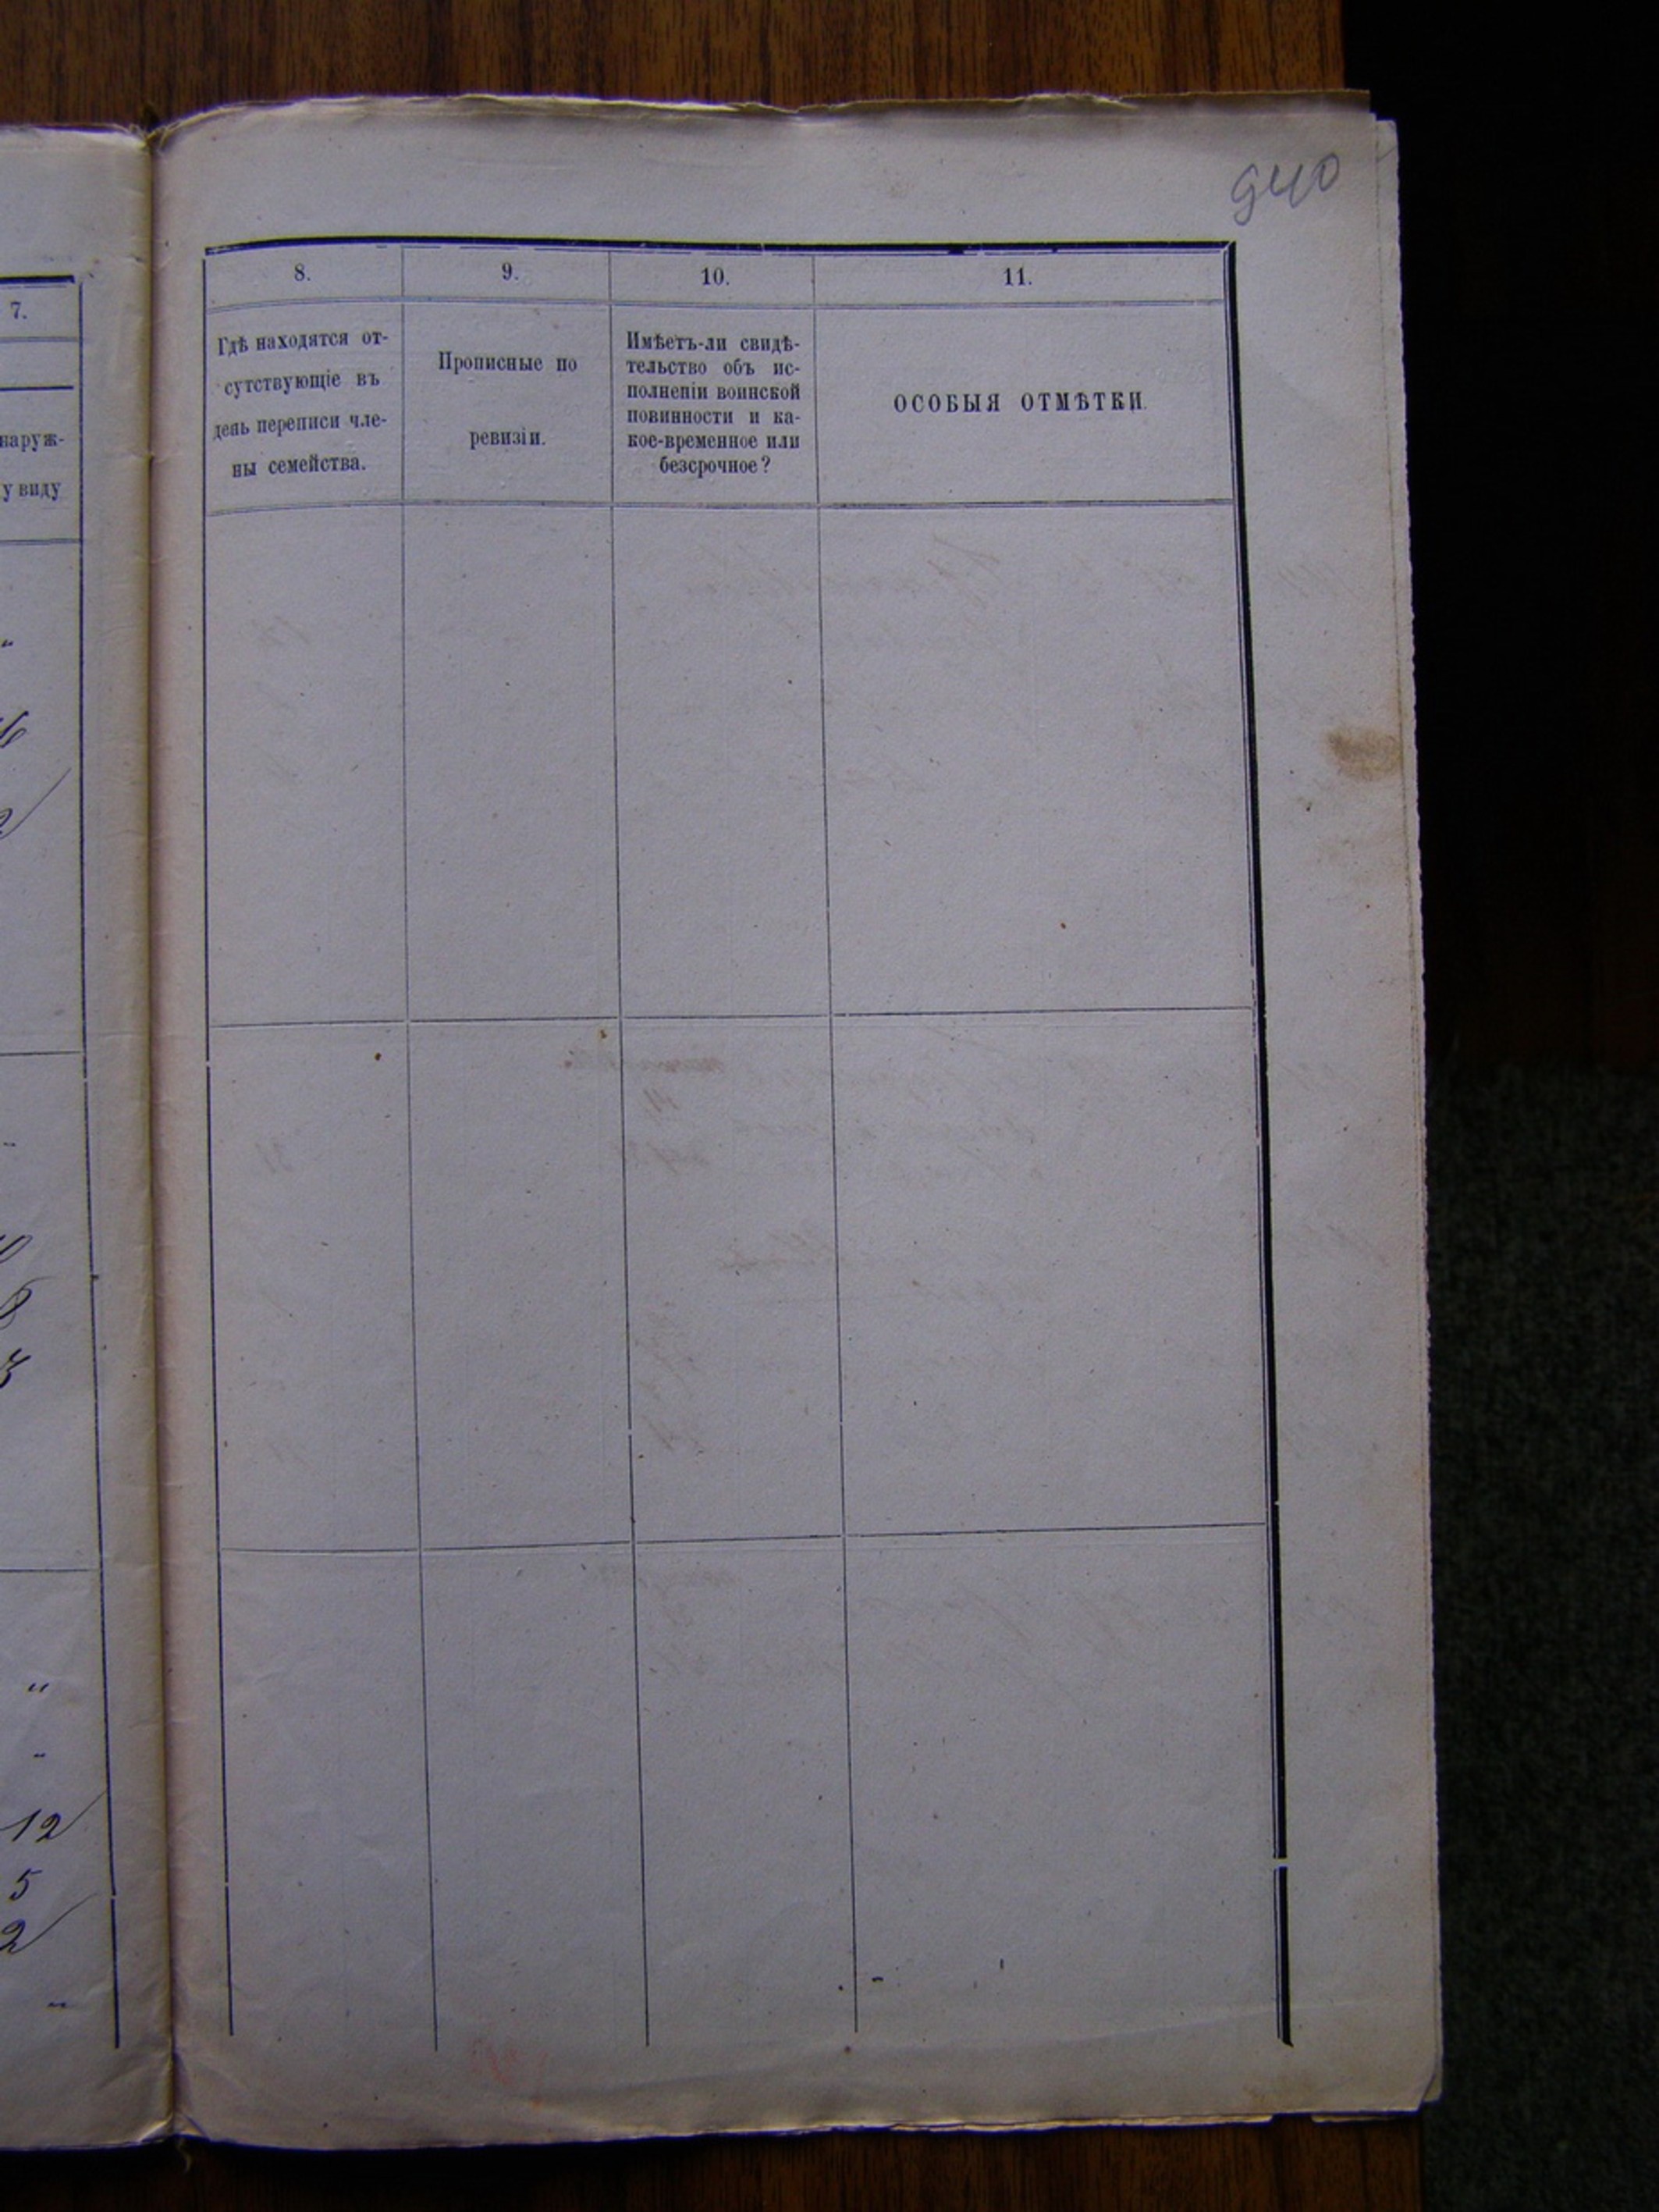 940
7.
наруж-
у виду
12
5
2
8. 9. 10. 11.
Гдѣ находятся от-
сутствующіе въ
день переписи чле-
ны семейства.
Прописные по
ревизіи.
Имѣетъ-ли свидѣ-
тельство объ ис-
полненіи воинской
повинности и ка-
кое-временное или
безсрочное?
ОСОБЫЯ ОТМѢТКИ.